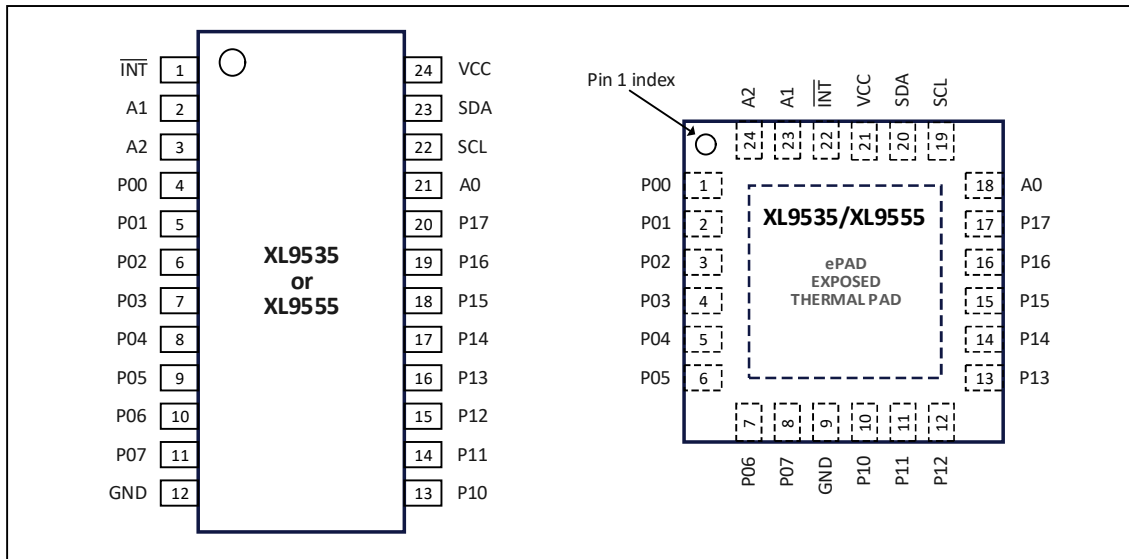 INT 1 24 VCC
A1 2 23 SDA
A2 3 22 SCL
P00 4 21 A0
P01 5 20 P17
P02 6 19 P16
P03 7 18 P15
P04 8 17 P14
P05 9 16 P13
P06 10 15 P12
P07 11 14 P11
GND 12 13 P10
XL9535
or
XL9555
Pin 1 index
A2 A1 INT VCC SDA SCL
24 23 22 21 20 19
P00 1 18 A0
P01 2 17 P17
P02 3 16 P16
P03 4 15 P15
P04 5 14 P14
P05 6 13 P13
XL9535/XL9555
ePAD
EXPOSED
THERMAL PAD
7 8 9 10 11 12
P06 P07 GND P10 P11 P12